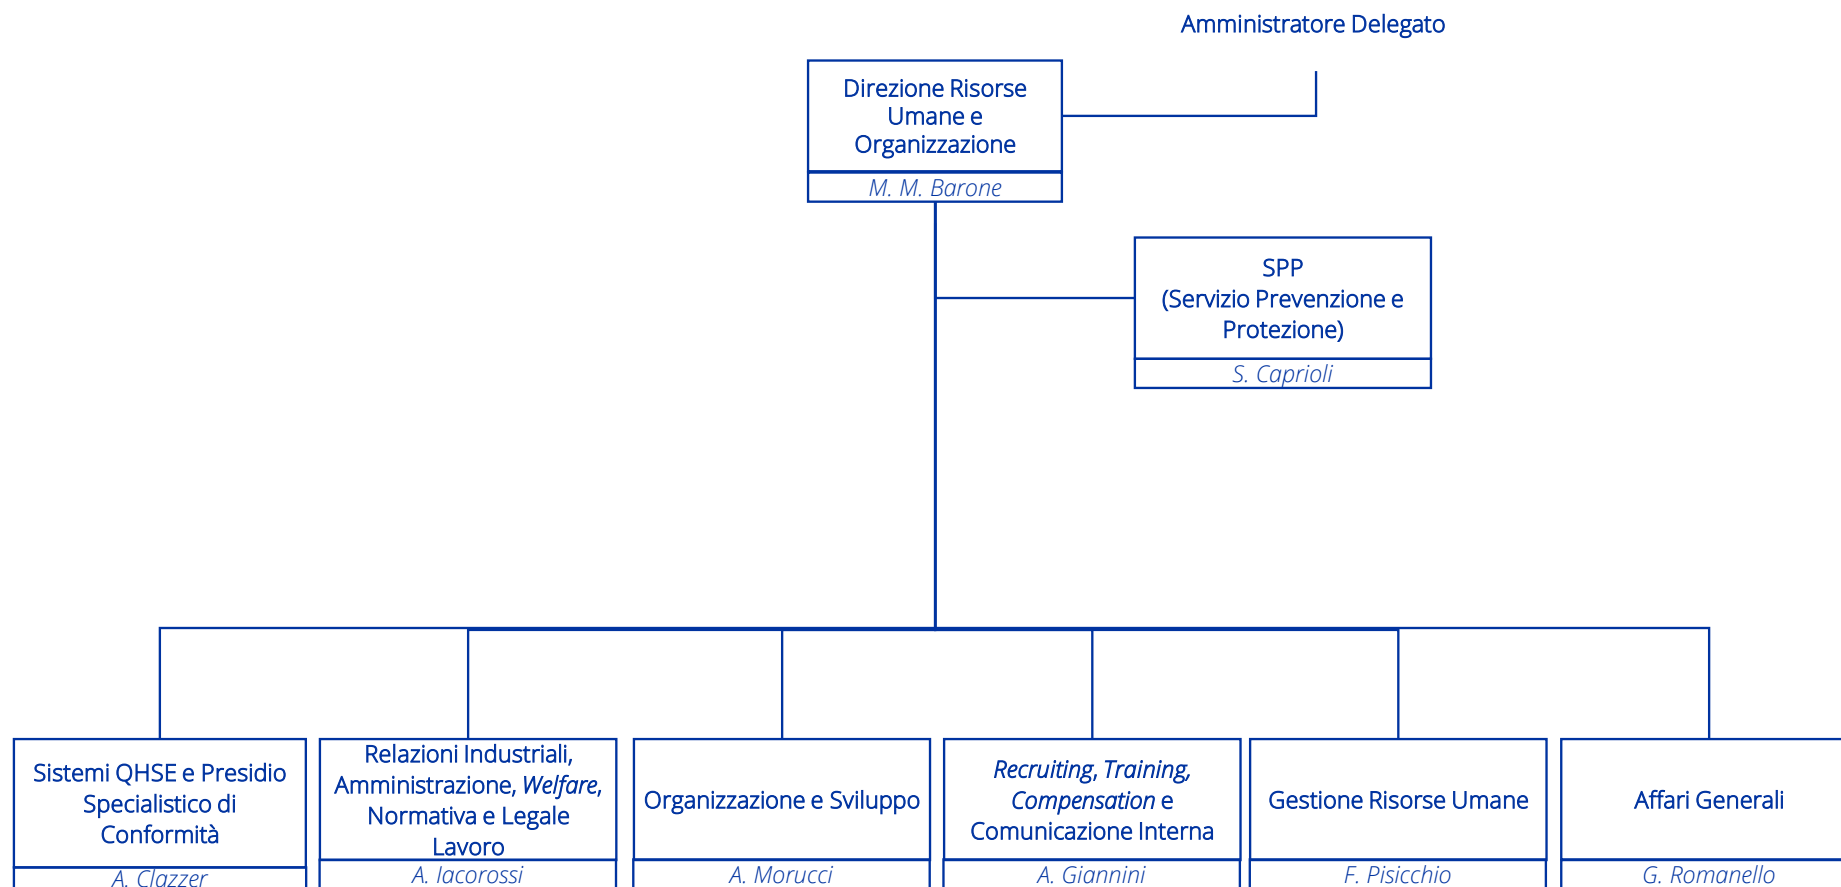 Amministratore Delegato
Direzione Risorse
Umane e
Organizzazione
M. M. Barone
SPP
(Servizio Prevenzione e
Protezione)
S. Caprioli
Sistemi QHSE e Presidio
Specialistico di
Conformità
A. Clazzer
Relazioni Industriali,
Amministrazione, Welfare,
Normativa e Legale
Lavoro
A. Iacorossi
Organizzazione e Sviluppo
A. Morucci
Recruiting, Training,
Compensation e
Comunicazione Interna
A. Giannini
Gestione Risorse Umane
F. Pisicchio
Affari Generali
G. Romanello